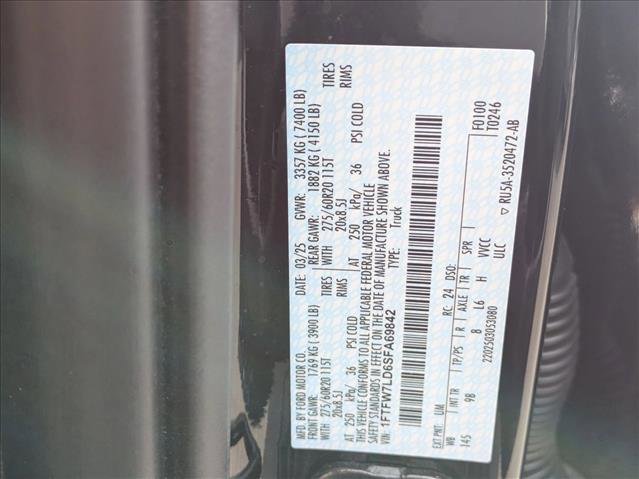 MFD. BY FORD MOTOR CO. DATE: 03/25 GVWR: 3357 KG ( 7400 LB)
FRONT GAWR: 1769 KG (3900 LB) REAR GAWR: 1882 KG ( 4150 LB)
WITH 275/60R20 115T TIRES WITH 275/60R20 115T TIRES
20x8.5J RIMS 20x8.5J RIMS
AT 250 kPa/ 36 PSI COLD AT 250 kPa/ 36 PSI COLD
THIS VEHICLE CONFORMS TO ALL APPLICABLE FEDERAL MOTOR VEHICLE
SAFETY STANDARDS IN EFFECT ON THE DATE OF MANUFACTURE SHOWN ABOVE.
1FTFW7LD6SFA69842 TYPE: Truck
F0100
T0246
EXT PNT: UM RC: 24 DSO:
WB INT TR TP/PS R AXLE TR SPR
145 9B 8 L6 H VVCC
ULC
2202503053080
RU5A-3520472-AB